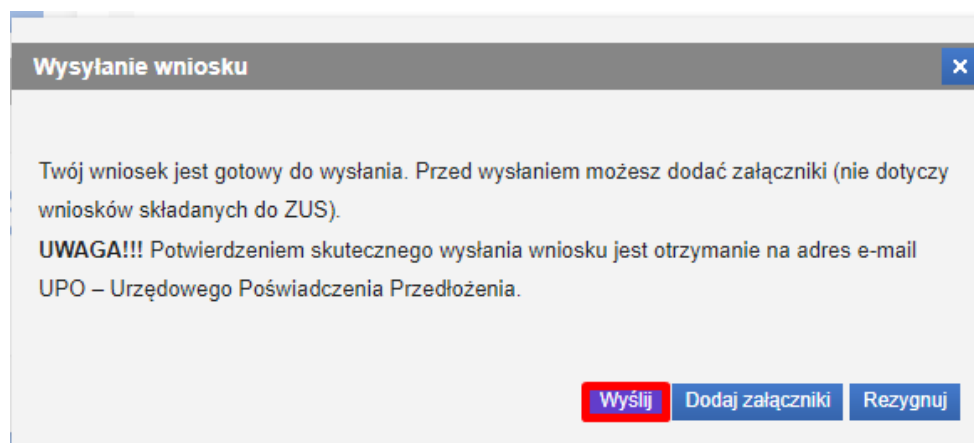 Wysyłanie wniosku
×
Twój wniosek jest gotowy do wysłania. Przed wysłaniem możesz dodać załączniki (nie dotyczy
wniosków składanych do ZUS).
UWAGA!!! Potwierdzeniem skutecznego wysłania wniosku jest otrzymanie na adres e-mail
UPO – Urzędowego Poświadczenia Przedłożenia.
Wyślij Dodaj załączniki Rezygnuj